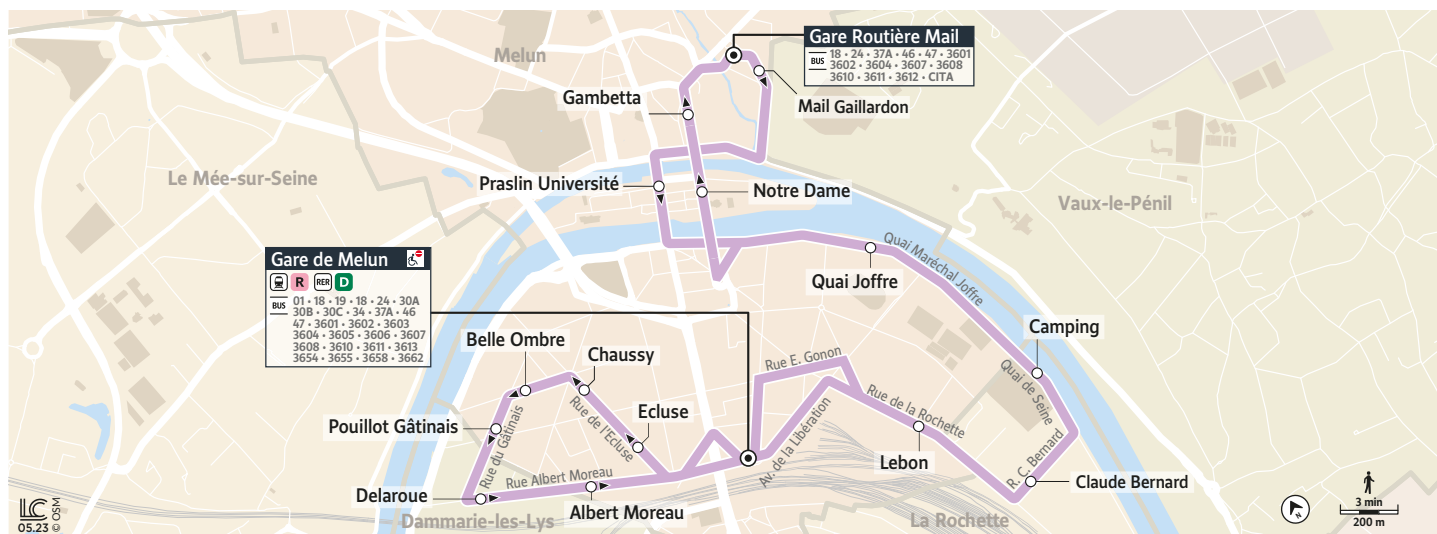 Gare Routière Mail
BUS
18 • 24 • 37A • 46 • 47 • 3601
3602 • 3604 • 3607 • 3608
3610 • 3611 • 3612 • CITA
Melun
Gambetta
Mail Gaillardon
Le Mée-sur-Seine
Praslin Université
Notre Dame
Vaux-le-Pénil
Quai Maréchal Joffre
Gare de Melun
R
RER
D
BUS
01 • 18 • 19 • 18 • 24 • 30A
30B • 30C • 34 • 37A • 46
47 • 3601 • 3602 • 3603
3604 • 3605 • 3606 • 3607
3608 • 3610 • 3611 • 3613
3654 • 3655 • 3658 • 3662
Quai Joffre
Camping
Belle Ombre
Chaussy
Rue E. Gonon
Quai de Seine
Rue de la Rochette
Ecluse
Rue de l'Ecluse
Pouillot Gâtinais
Rue du Gâtinais
Av. de la Libération
Lebon
R. C. Bernard
Claude Bernard
Rue Albert Moreau
Delaroue
Albert Moreau
Dammarie-les-Lys
La Rochette
LC
05.23
© OSM
N
3 min
200 m